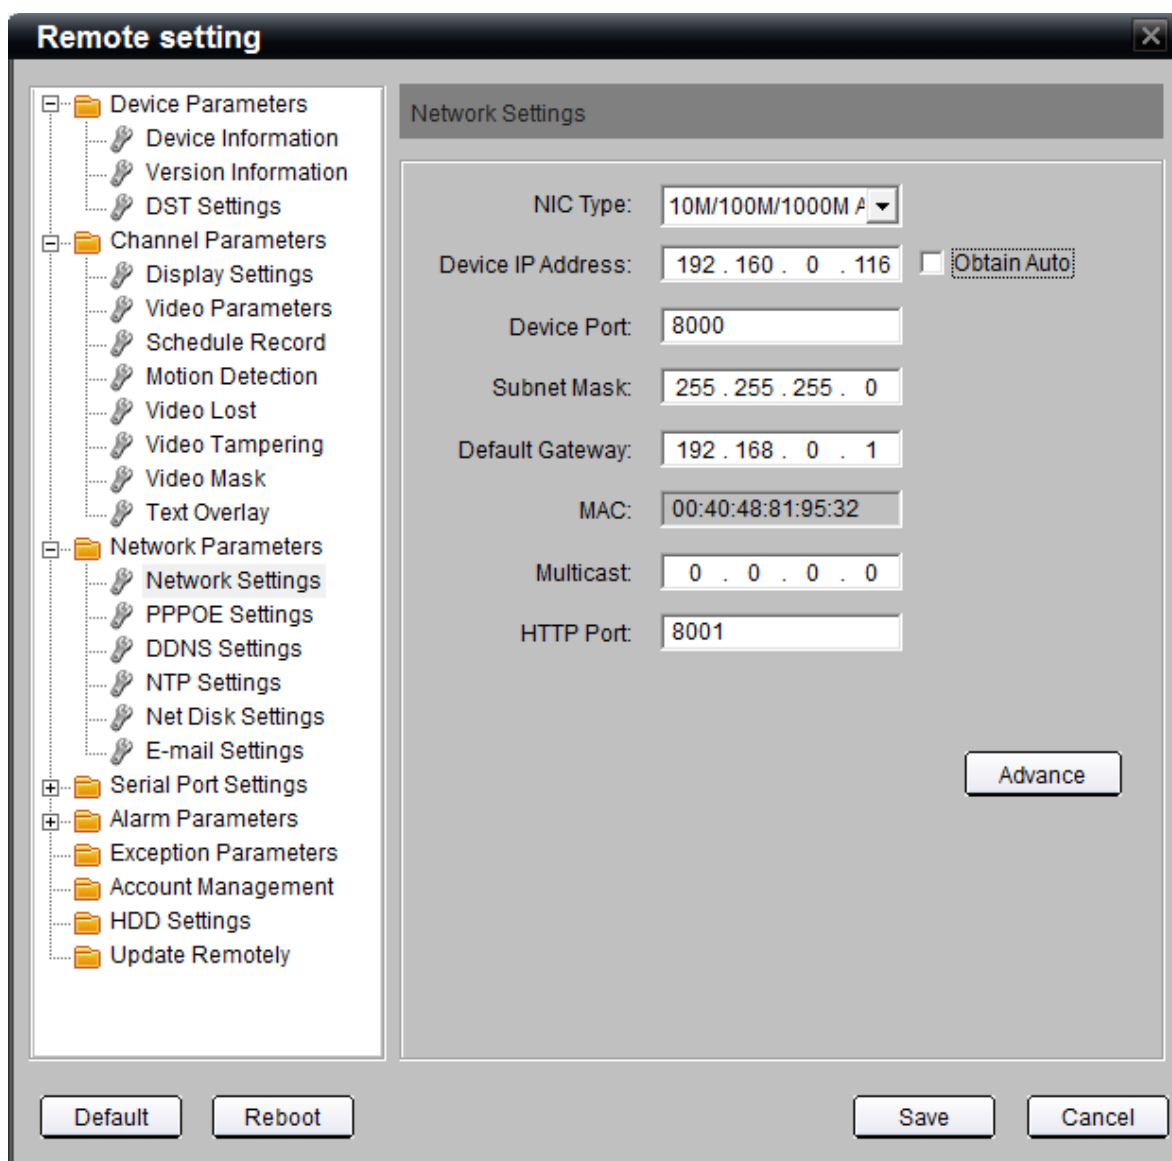 Remote setting
Device Parameters
Device Information
Version Information
DST Settings
Channel Parameters
Display Settings
Video Parameters
Schedule Record
Motion Detection
Video Lost
Video Tampering
Video Mask
Text Overlay
Network Parameters
Network Settings
PPPOE Settings
DDNS Settings
NTP Settings
Net Disk Settings
E-mail Settings
Serial Port Settings
Alarm Parameters
Exception Parameters
Account Management
HDD Settings
Update Remotely
Network Settings
NIC Type: 10M/100M/1000M A
Device IP Address: 192 . 160 . 0 . 116 Obtain Auto
Device Port: 8000
Subnet Mask: 255 . 255 . 255 . 0
Default Gateway: 192 . 168 . 0 . 1
MAC: 00:40:48:81:95:32
Multicast: 0 . 0 . 0 . 0
HTTP Port: 8001
Advance
Default Reboot Save Cancel